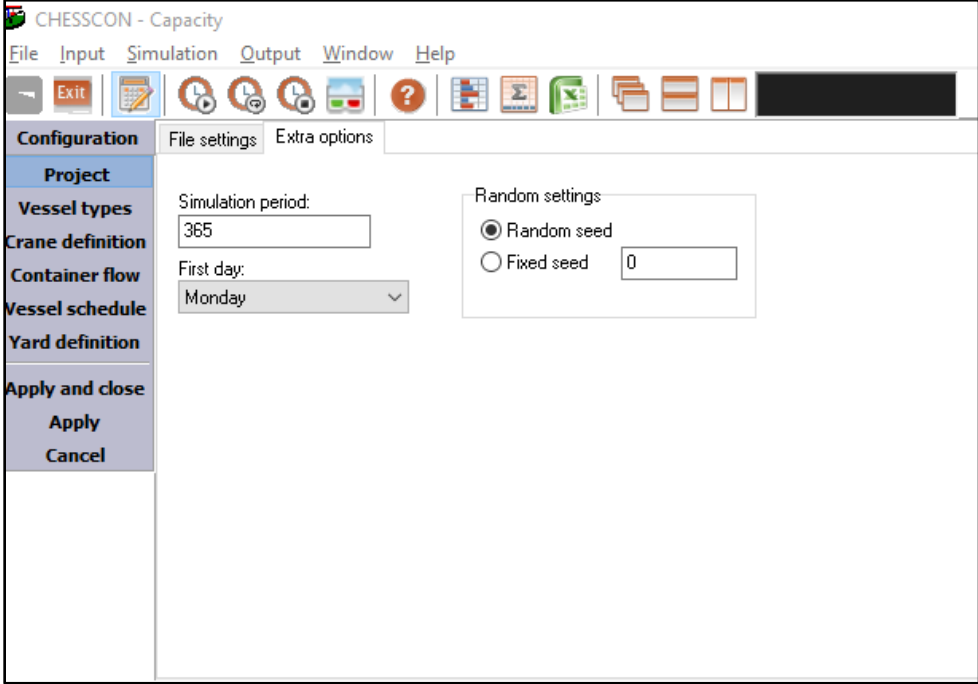 CHESSCON - Capacity
File Input Simulation Output Window Help
Exit
Σ
X
?
Configuration
File settings
Extra options
Project
Vessel types
Crane definition
Container flow
Vessel schedule
Yard definition
Apply and close
Apply
Cancel
Simulation period:
365
First day:
Monday
Random settings
Random seed
Fixed seed 0